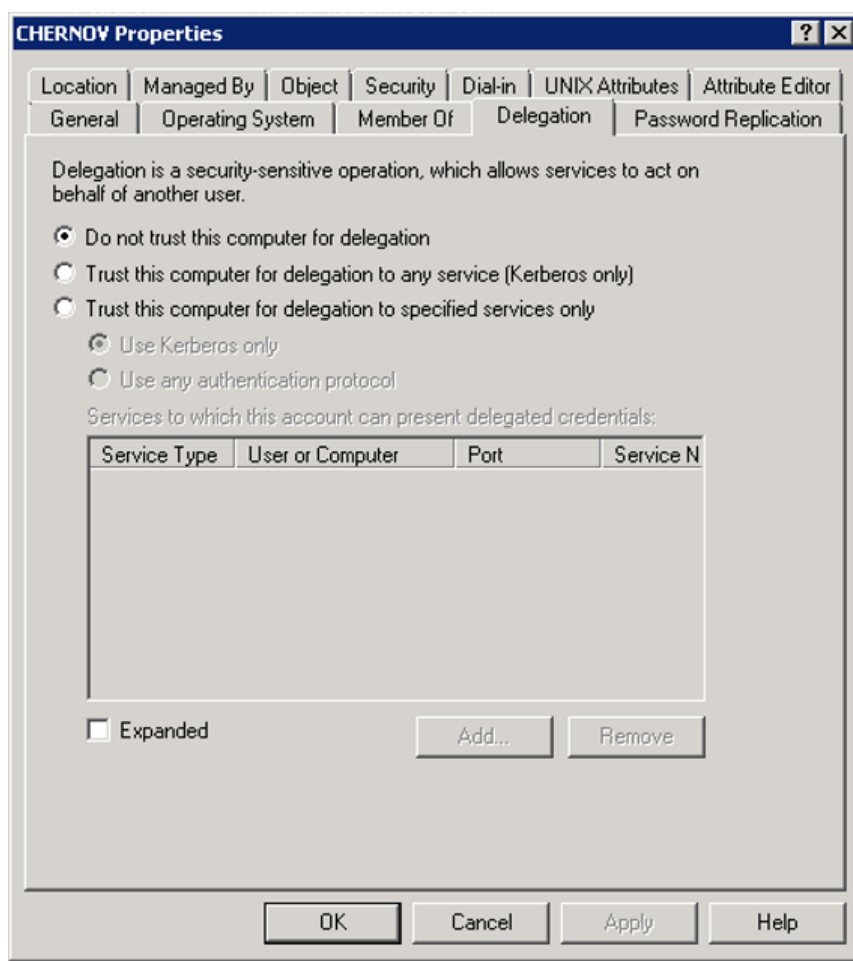 CHERNOV Properties
Location Managed By Object Security Dial-in UNIX Attributes Attribute Editor
General Operating System Member Of Delegation Password Replication
Delegation is a security-sensitive operation, which allows services to act on
behalf of another user.
Do not trust this computer for delegation
Trust this computer for delegation to any service (Kerberos only)
Trust this computer for delegation to specified services only
Use Kerberos only
Use any authentication protocol
Services to which this account can present delegated credentials:
Service Type User or Computer Port Service N
Expanded Add... Remove
OK Cancel Apply Help